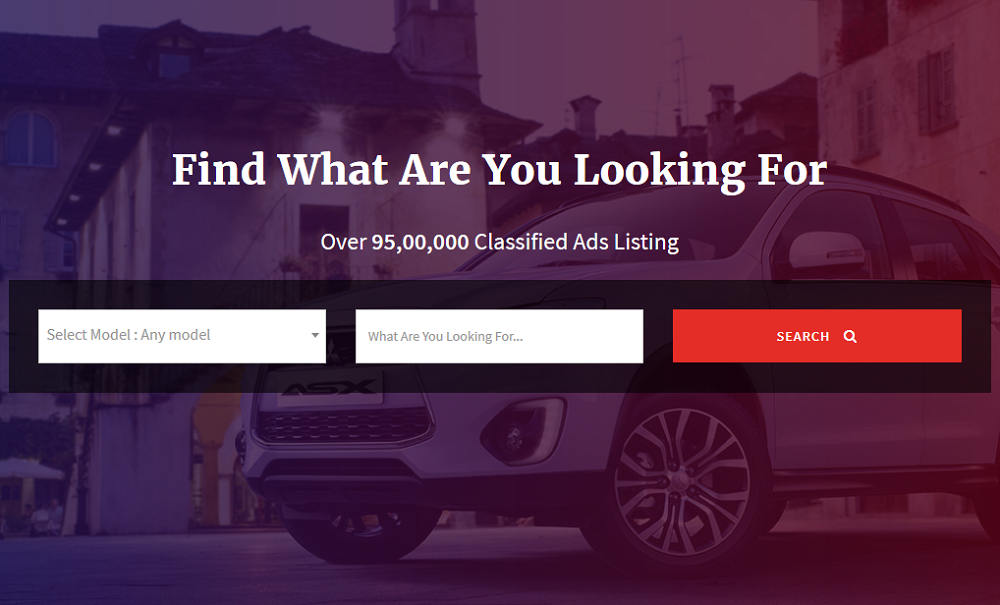 Find What Are You Looking For
Over 95,00,000 Classified Ads Listing
Select Model : Any model
What Are You Looking For...
SEARCH
ASX